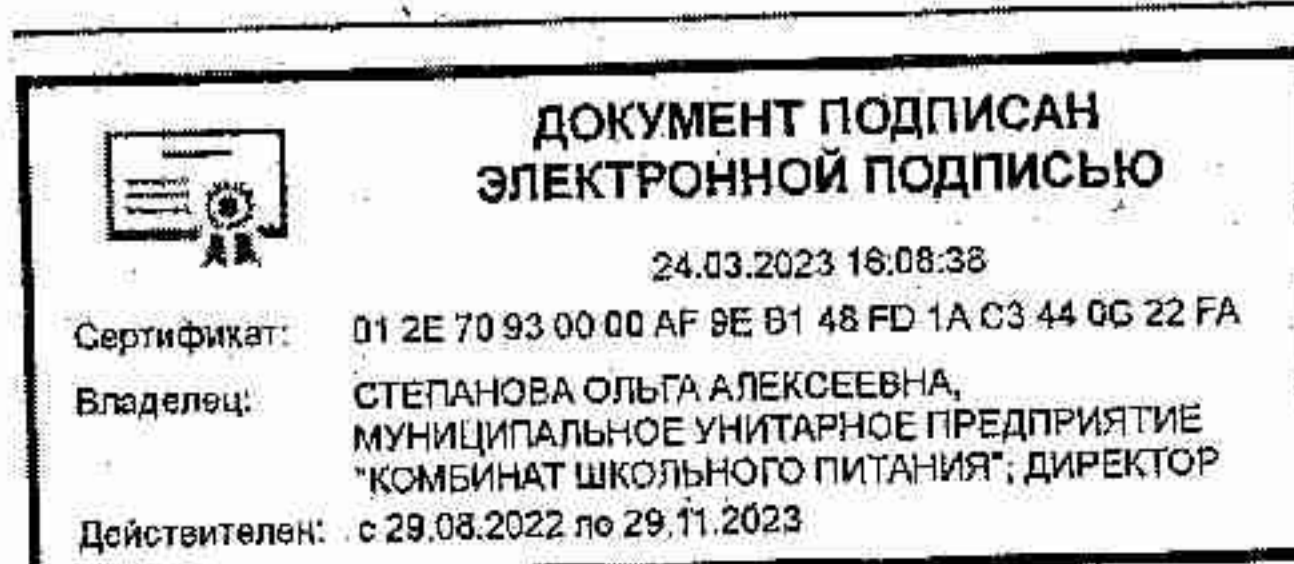 ДОКУМЕНТ ПОДПИСАН
ЭЛЕКТРОННОЙ ПОДПИСЬЮ
24.03.2023 16:08:38
Сертификат: 01 2E 70 93 00 00 AF 9E B1 48 FD 1A C3 44 0C 22 FA
Владелец: СТЕПАНОВА ОЛЬГА АЛЕКСЕЕВНА,
МУНИЦИПАЛЬНОЕ УНИТАРНОЕ ПРЕДПРИЯТИЕ
"КОМБИНАТ ШКОЛЬНОГО ПИТАНИЯ"; ДИРЕКТОР
Действителен: с 29.08.2022 по 29.11.2023